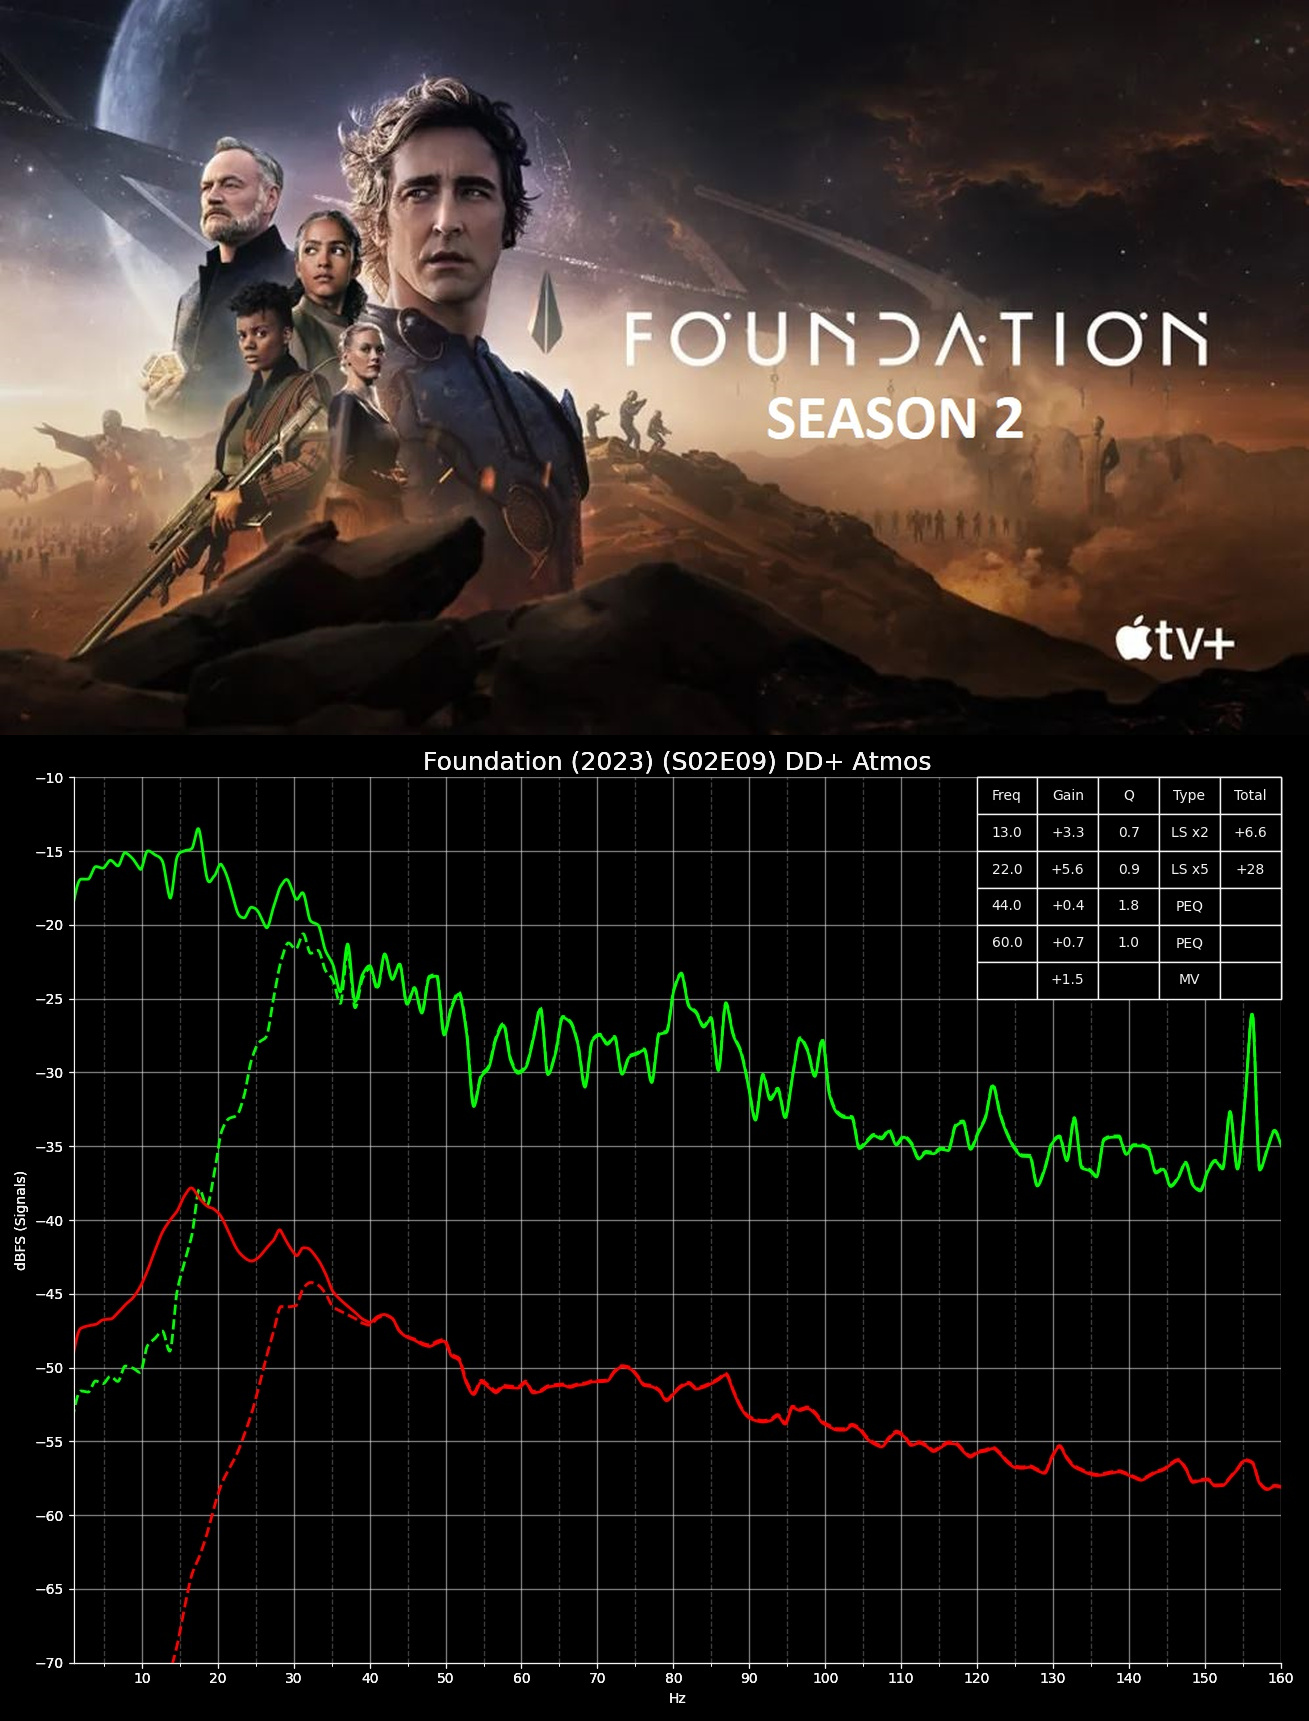 FOUNDATION
SEASON 2
tv+
Foundation (2023) (S02E09) DD+ Atmos
Freq Gain Q Type Total
13.0 +3.3 0.7 LS x2 +6.6
22.0 +5.6 0.9 LS x5 +28
44.0 +0.4 1.8 PEQ
60.0 +0.7 1.0 PEQ
+1.5 MV
dBFS (Signals)
−10
−15
−20
−25
−30
−35
−40
−45
−50
−55
−60
−65
−70
10 20 30 40 50 60 70 80 90 100 110 120 130 140 150 160
Hz